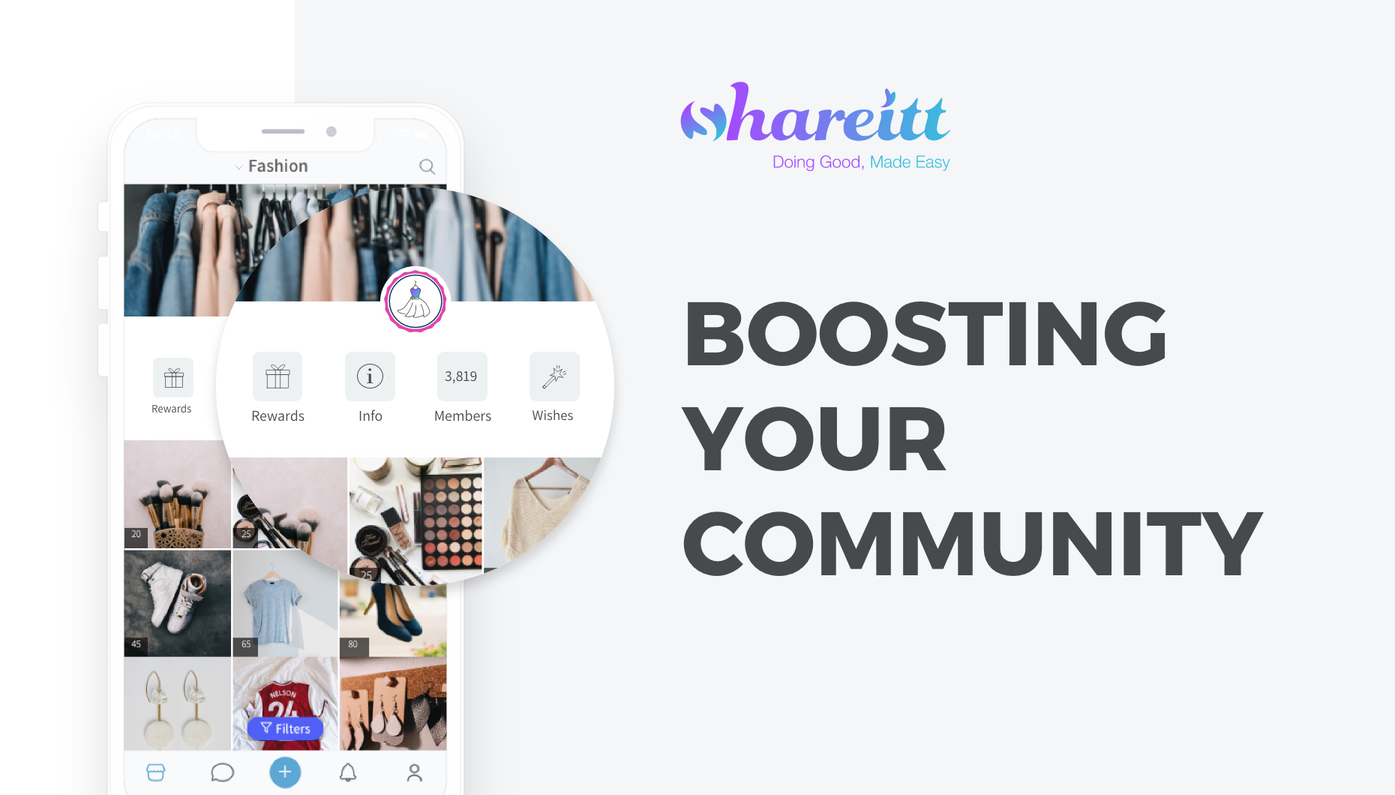 Shareitt
Doing Good, Made Easy
BOOSTING
YOUR
COMMUNITY
Fashion
Rewards
3,819
Rewards
Info
Members
Wishes
20
25
25
45
65
80
NELSON
24
Filters